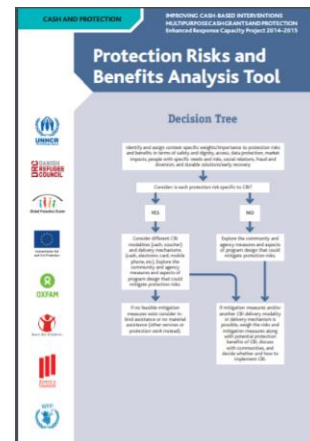 CASH AND PROTECTION
IMPROVING CASH-BASED INTERVENTIONS
MULTIPURPOSE CASH GRANTS AND PROTECTION
Enhanced Response Capacity Project 2014–2015
Protection Risks and
Benefits Analysis Tool
Decision Tree
Identify and assign context specific weights/importance to protection risks
and benefits in terms of safety and dignity, access, data protection, market
impacts, people with specific needs and risks, social relations, fraud and
diversion, and durable solutions/early recovery
Consider: is each protection risk specific to CBI?
YES
NO
Consider different CBI
modalities (cash, voucher)
and delivery mechanisms
(cash, electronic card, mobile
phone, etc). Explore the
community and agency
measures and aspects of
program design that could
mitigate protection risks.
Explore the community and
agency measures and aspects
of program design that could
mitigate protection risks.
If no feasible mitigation
measures exist consider in-
kind assistance or no material
assistance (other services or
protection work instead).
If mitigation measures and/or
another CBI delivery modality
or delivery mechanism is
possible, weigh the risks and
mitigation measures along
with potential protection
benefits of CBI, discuss
with communities, and
decide whether and how to
implement CBI.
UNHCR
DRC
DANISH
REFUGEE
COUNCIL
Global Protection Cluster
OXFAM
WFP